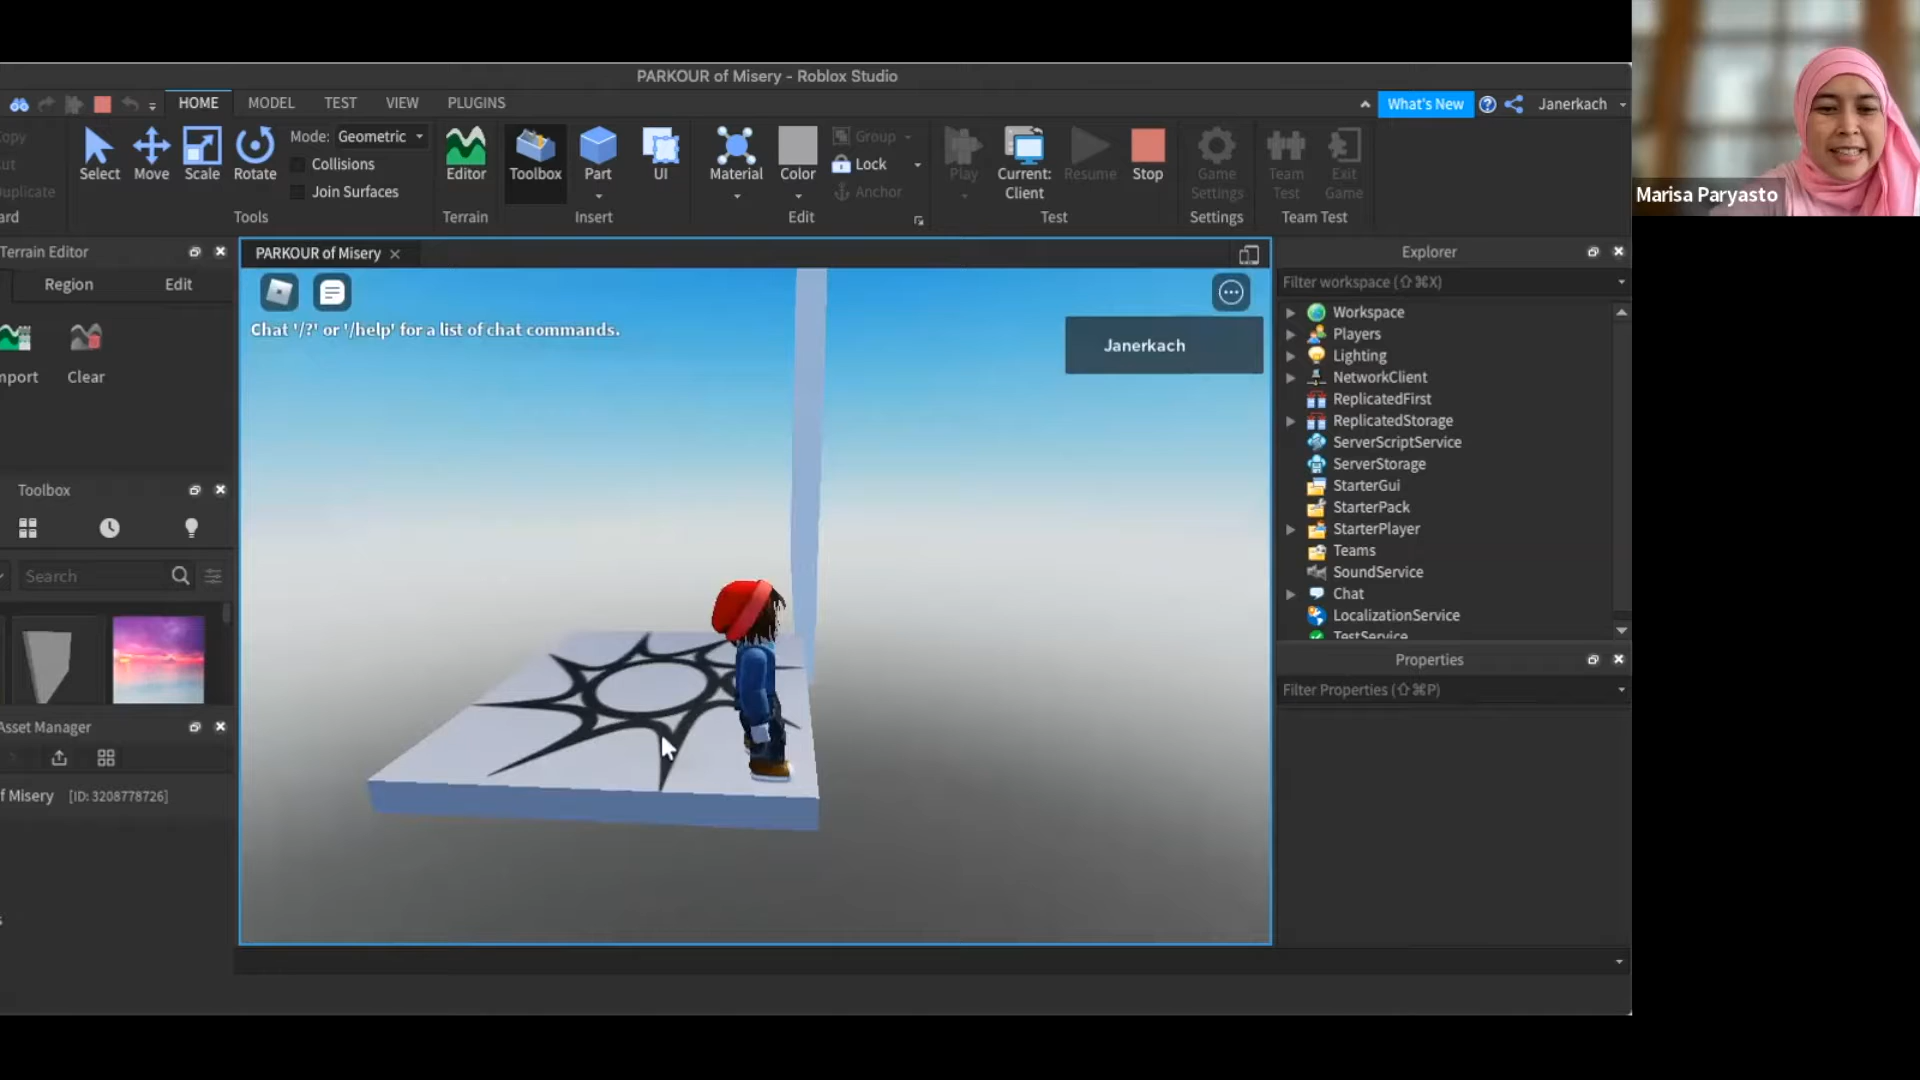 PARKOUR of Misery - Roblox Studio
HOME MODEL TEST VIEW PLUGINS
What's New
Janerkach
Mode: Geometric
Collisions
Join Surfaces
Select Move Scale Rotate
Tools
Editor
Terrain
Toolbox
Part
UI
Insert
Material
Color
Group
Lock
Anchor
Edit
Play
Current: Client
Resume
Stop
Test
Game Settings
Settings
Team Test
Exit Game
Team Test
Marisa Paryasto
Terrain Editor
Region Edit
Clear
Toolbox
Search
Asset Manager
f Misery [ID: 3208778726]
PARKOUR of Misery
Chat '/?' or '/help' for a list of chat commands.
Janerkach
Explorer
Filter workspace (⇧⌘X)
Workspace
Players
Lighting
NetworkClient
ReplicatedFirst
ReplicatedStorage
ServerScriptService
ServerStorage
StarterGui
StarterPack
StarterPlayer
Teams
SoundService
Chat
LocalizationService
TestService
Properties
Filter Properties (⇧⌘P)